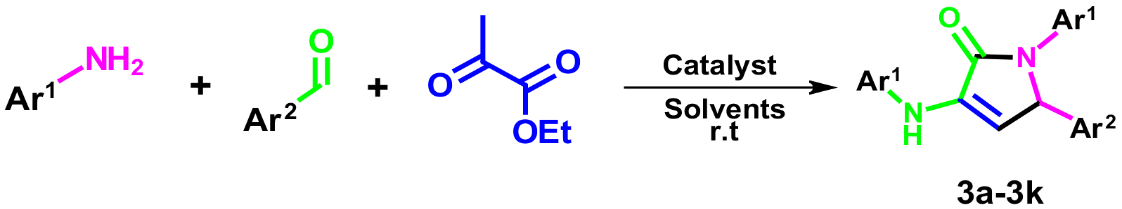 Ar¹ NH₂ + Ar² O + O O OEt
Catalyst
Solvents
r.t
O Ar¹ N Ar¹ N H Ar²
3a-3k